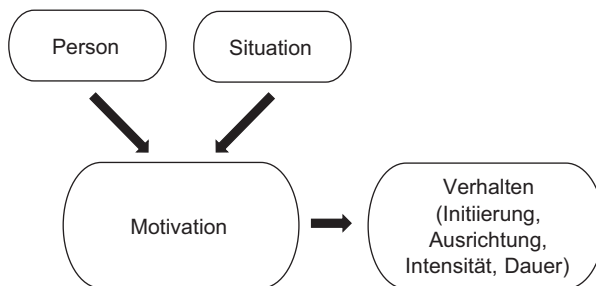 Person
Situation
Motivation
Verhalten
(Initiierung,
Ausrichtung,
Intensität, Dauer)